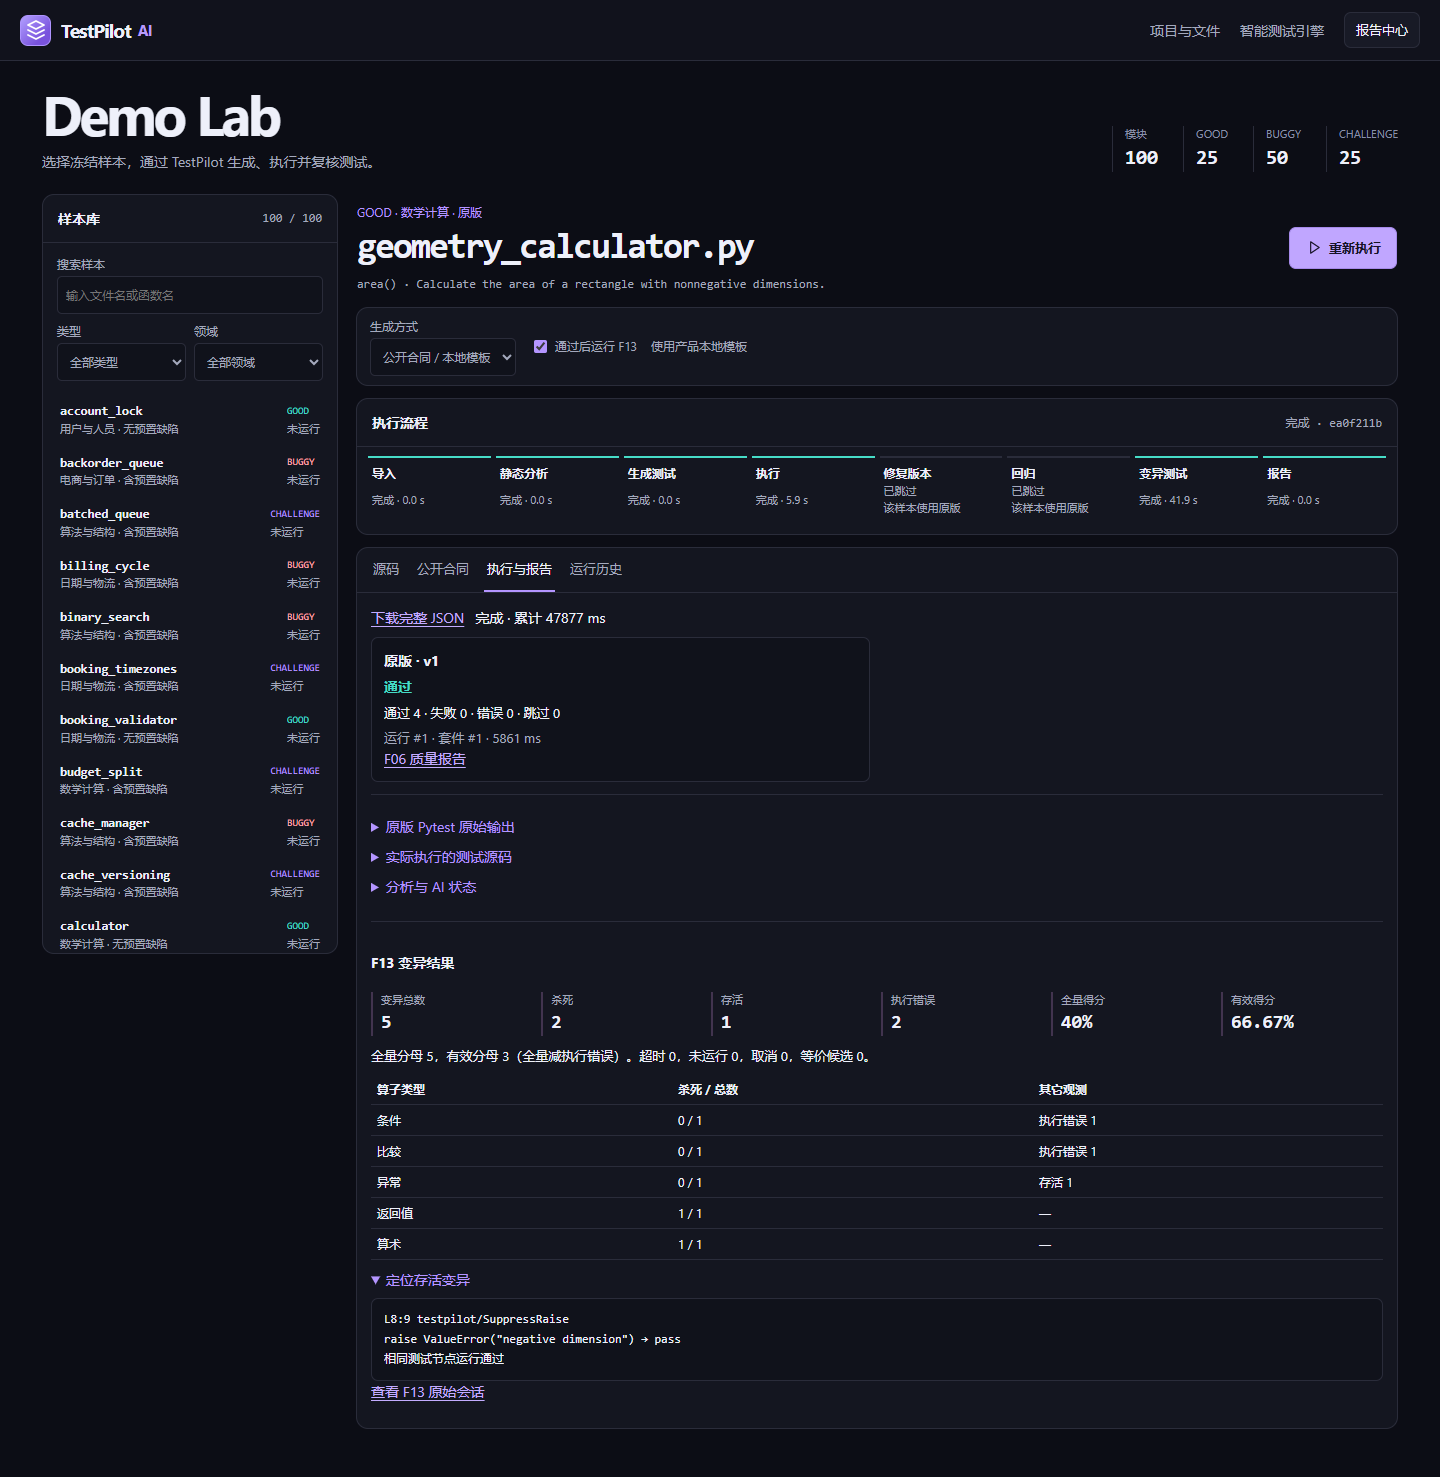 TestPilot AI
项目与文件
智能测试引擎
报告中心
Demo Lab
选择冻结样本，通过 TestPilot 生成、执行并复核测试。
模块
100
GOOD
25
BUGGY
50
CHALLENGE
25
样本库
100 / 100
搜索样本
输入文件名或函数名
类型
领域
全部类型
全部领域
account_lock GOOD
用户与人员 · 无预置缺陷 未运行
backorder_queue BUGGY
电商与订单 · 含预置缺陷 未运行
batched_queue CHALLENGE
算法与结构 · 含预置缺陷 未运行
billing_cycle BUGGY
日期与物流 · 含预置缺陷 未运行
binary_search BUGGY
算法与结构 · 含预置缺陷 未运行
booking_timezones CHALLENGE
日期与物流 · 含预置缺陷 未运行
booking_validator GOOD
日期与物流 · 无预置缺陷 未运行
budget_split CHALLENGE
数学计算 · 含预置缺陷 未运行
cache_manager BUGGY
算法与结构 · 含预置缺陷 未运行
cache_versioning CHALLENGE
算法与结构 · 含预置缺陷 未运行
calculator GOOD
数学计算 · 无预置缺陷 未运行
GOOD · 数学计算 · 原版
geometry_calculator.py
area() · Calculate the area of a rectangle with nonnegative dimensions.
重新执行
生成方式
公开合同 / 本地模板
通过后运行 F13
使用产品本地模板
执行流程
完成 · ea0f211b
导入
完成 · 0.0 s
静态分析
完成 · 0.0 s
生成测试
完成 · 0.0 s
执行
完成 · 5.9 s
修复版本
已跳过
该样本使用原版
回归
已跳过
该样本使用原版
变异测试
完成 · 41.9 s
报告
完成 · 0.0 s
源码
公开合同
执行与报告
运行历史
下载完整 JSON 完成 · 累计 47877 ms
原版 · v1
通过
通过 4 · 失败 0 · 错误 0 · 跳过 0
运行 #1 · 套件 #1 · 5861 ms
F06 质量报告
原版 Pytest 原始输出
实际执行的测试源码
分析与 AI 状态
F13 变异结果
变异总数
5
杀死
2
存活
1
执行错误
2
全量得分
40%
有效得分
66.67%
全量分母 5，有效分母 3（全量减执行错误）。超时 0，未运行 0，取消 0，等价候选 0。
算子类型 杀死 / 总数 其它观测
条件 0 / 1 执行错误 1
比较 0 / 1 执行错误 1
异常 0 / 1 存活 1
返回值 1 / 1 —
算术 1 / 1 —
定位存活变异
L8:9 testpilot/SuppressRaise
raise ValueError("negative dimension") → pass
相同测试节点运行通过
查看 F13 原始会话